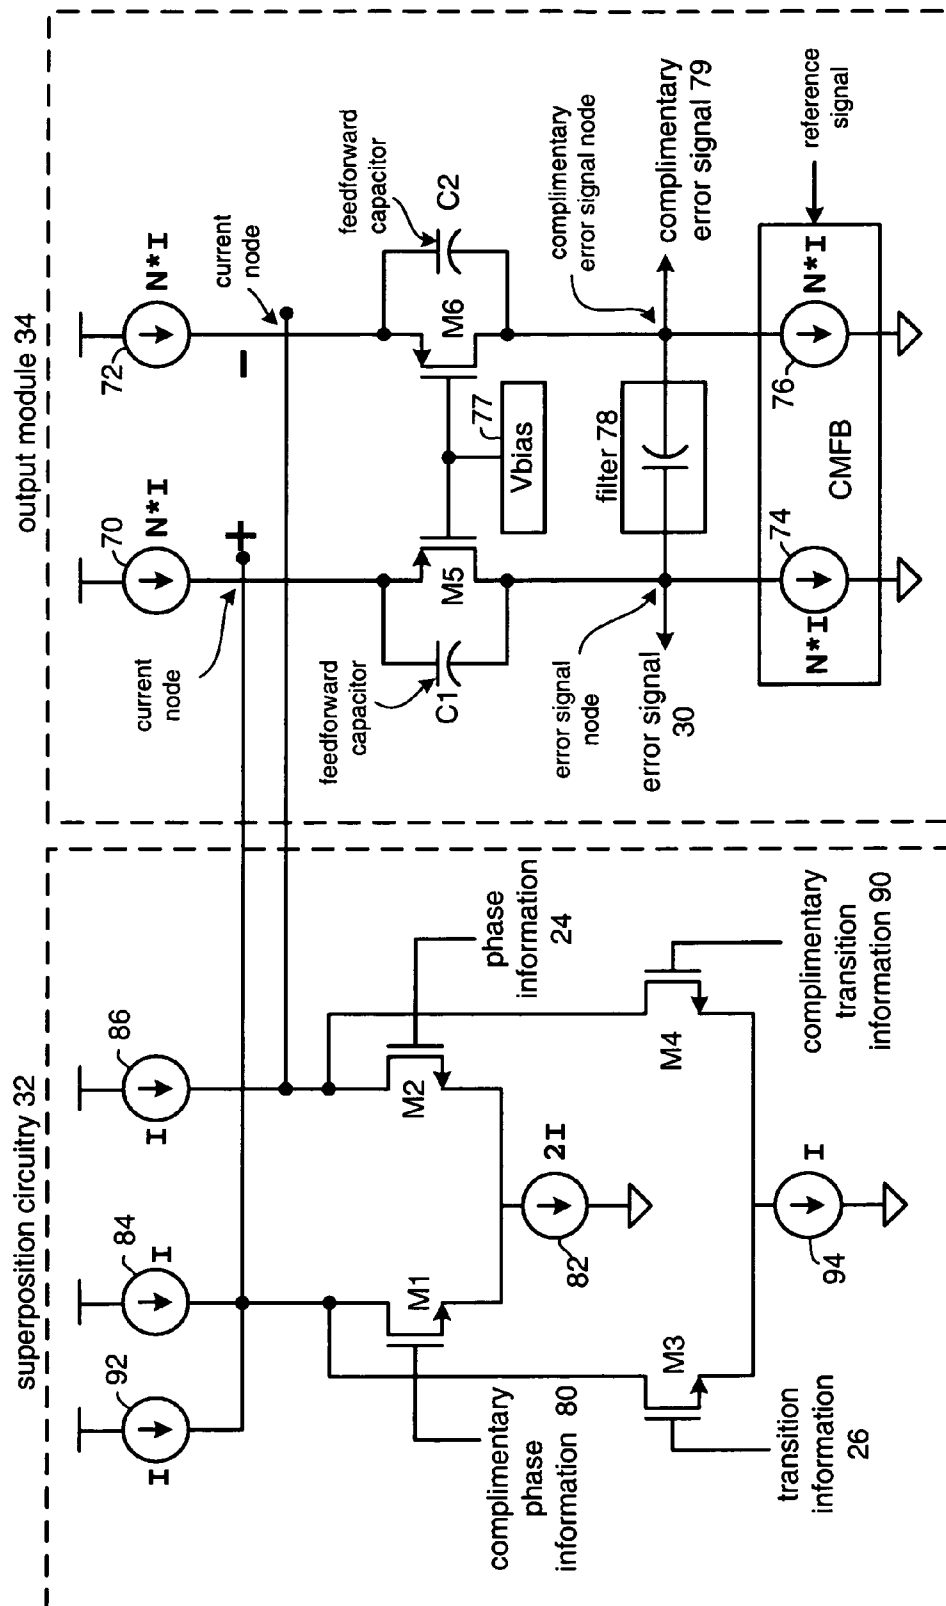 superposition circuitry 32
output module 34
92
I
84
I
86
I
70
N*I
72
N*I
+
-
current
node
current
node
M1
M2
82
2I
complimentary
phase
information 80
phase
information
24
M3
M4
transition
information
26
94
I
complimentary
transition
information 90
feedforward
capacitor
C1
M5
M6
feedforward
capacitor
C2
77
Vbias
error signal
node
error signal
30
filter 78
complimentary
error signal node
complimentary
error signal 79
74
N*I
76
N*I
CMFB
reference
signal